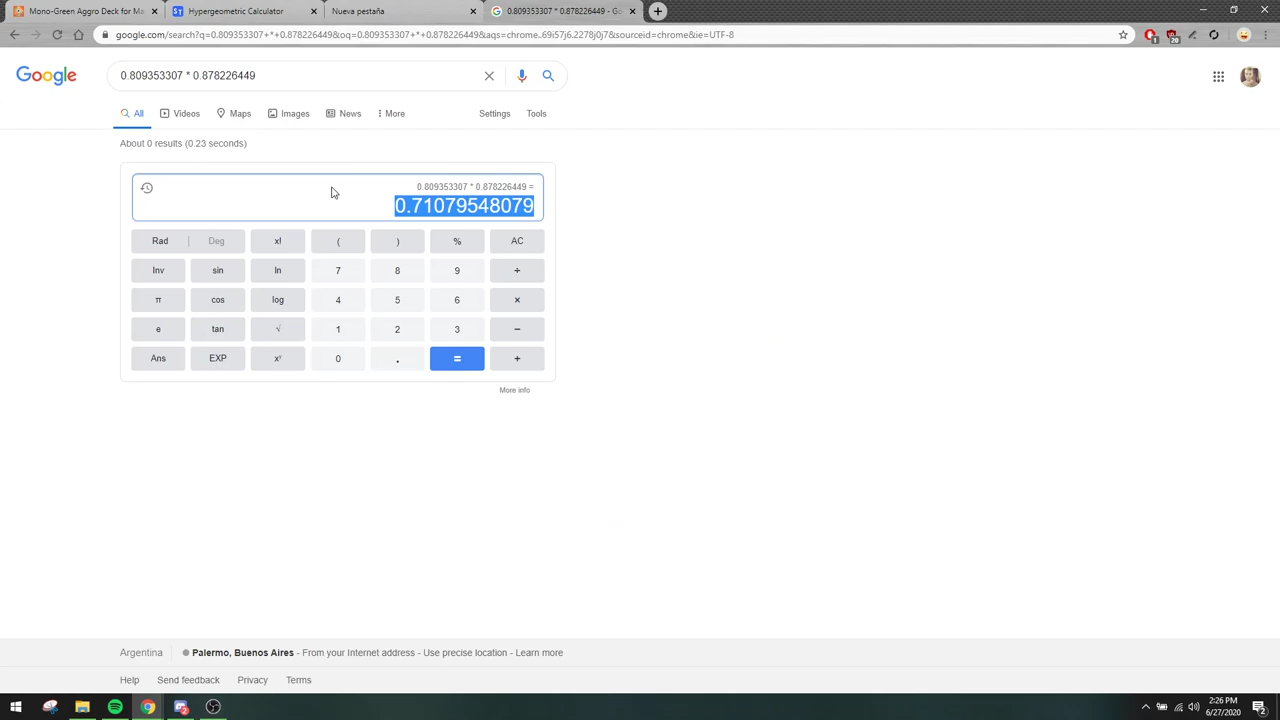 Mono-Green Aggro Deck for Ma
Hypergeometric Calculator
Nueva pestaña
0.809353307 * 0.878226449 - Go
google.com/search?q=0.809353307+*+0.878226449&oq=0.809353307+*+0.878226449&aqs=chrome..69i57j6.2278j0j7&sourceid=chrome&ie=UTF-8
1
20
Google
0.809353307 * 0.878226449
All
Videos
Maps
Images
News
More
Settings
Tools
About 0 results (0.23 seconds)
0.809353307 * 0.878226449 =
0.71079548079
Rad
Deg
x!
(
)
%
AC
Inv
sin
ln
7
8
9
÷
π
cos
log
4
5
6
×
e
tan
√
1
2
3
−
Ans
EXP
xʸ
0
.
=
+
More info
Argentina
Palermo, Buenos Aires - From your Internet address - Use precise location - Learn more
Help
Send feedback
Privacy
Terms
2:26 PM
6/27/2020
2